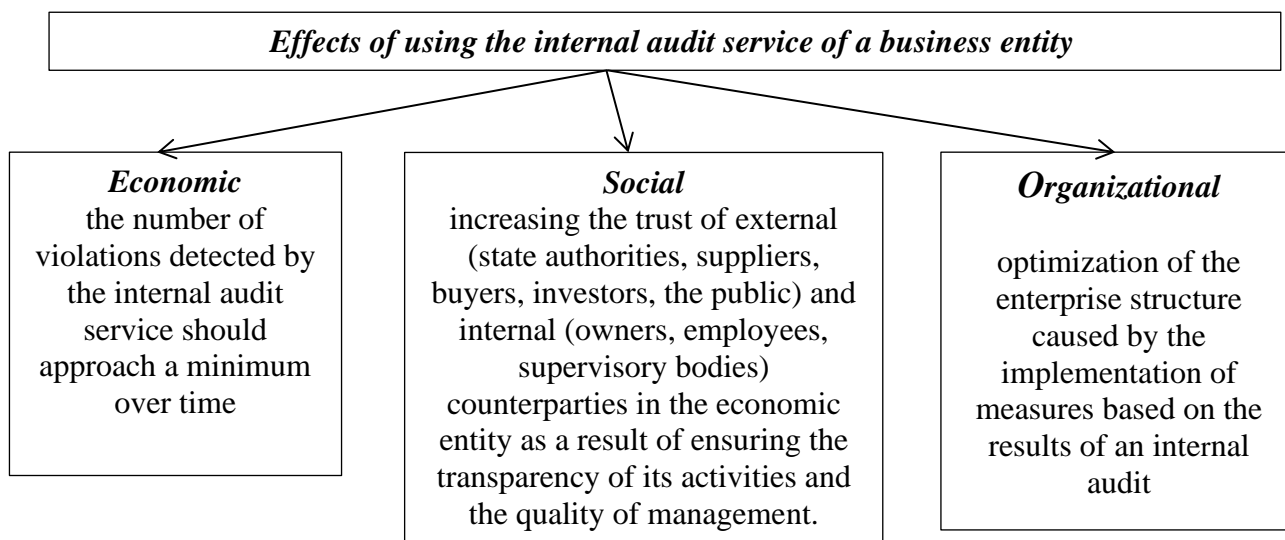 Effects of using the internal audit service of a business entity
Economic
the number of
violations detected by
the internal audit
service should
approach a minimum
over time
Social
increasing the trust of external
(state authorities, suppliers,
buyers, investors, the public) and
internal (owners, employees,
supervisory bodies)
counterparties in the economic
entity as a result of ensuring the
transparency of its activities and
the quality of management.
Organizational
optimization of the
enterprise structure
caused by the
implementation of
measures based on the
results of an internal
audit